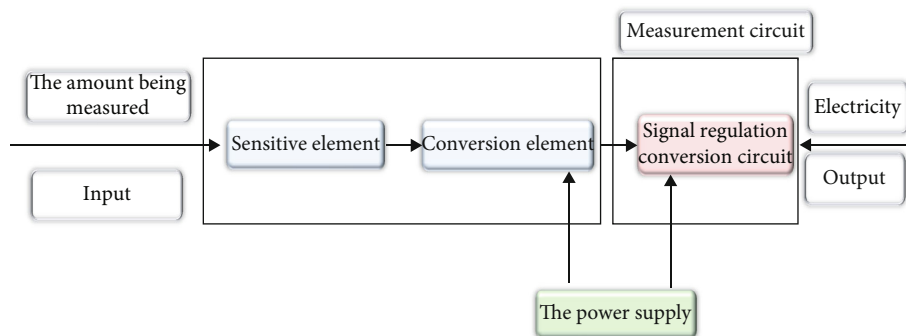 Measurement circuit
The amount being
measured
Input
Sensitive element
Conversion element
Signal regulation
conversion circuit
Electricity
Output
The power supply